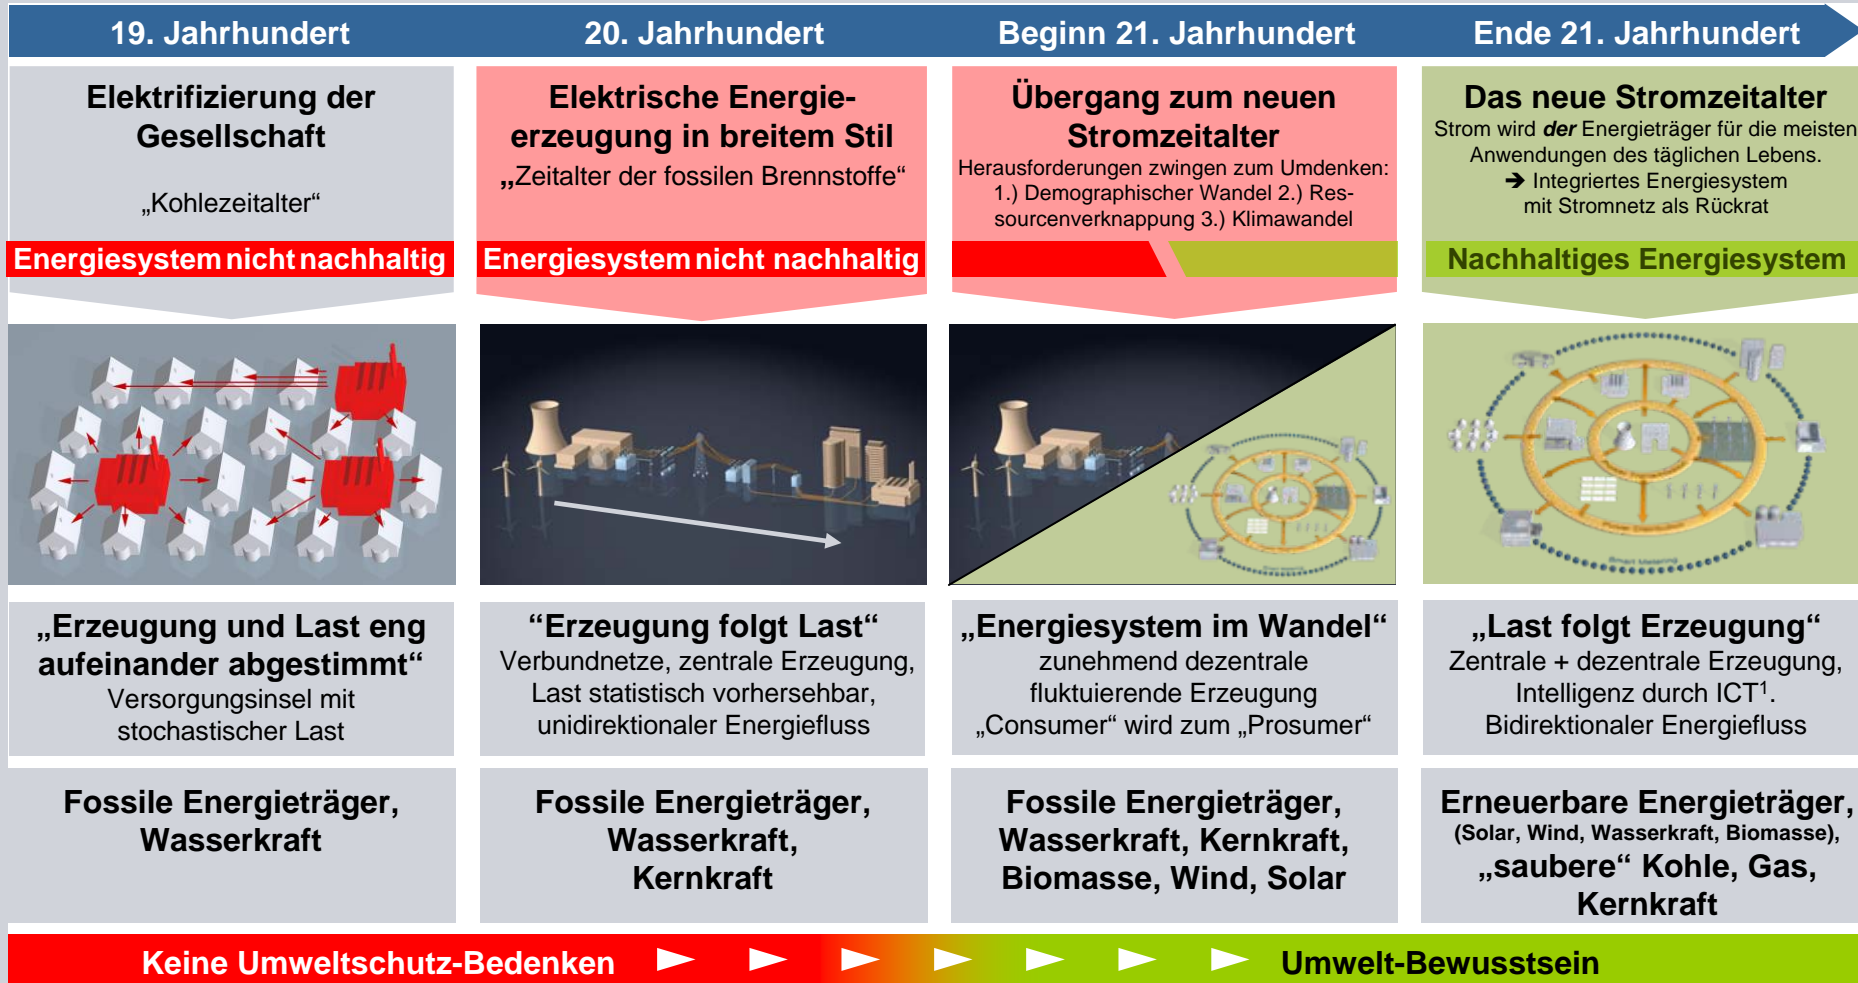 19. Jahrhundert
20. Jahrhundert
Beginn 21. Jahrhundert
Ende 21. Jahrhundert
Elektrifizierung der
Gesellschaft
„Kohlezeitalter“
Energiesystem nicht nachhaltig
Elektrische Energie-
erzeugung in breitem Stil
„Zeitalter der fossilen Brennstoffe“
Energiesystem nicht nachhaltig
Übergang zum neuen
Stromzeitalter
Herausforderungen zwingen zum Umdenken:
1.) Demographischer Wandel 2.) Res-
sourcenverknappung 3.) Klimawandel
Das neue Stromzeitalter
Strom wird der Energieträger für die meisten
Anwendungen des täglichen Lebens.
➔ Integriertes Energiesystem
mit Stromnetz als Rückrat
Nachhaltiges Energiesystem
Smart Metering
„Erzeugung und Last eng
aufeinander abgestimmt“
Versorgungsinsel mit
stochastischer Last
“Erzeugung folgt Last“
Verbundnetze, zentrale Erzeugung,
Last statistisch vorhersehbar,
unidirektionaler Energiefluss
„Energiesystem im Wandel“
zunehmend dezentrale
fluktuierende Erzeugung
„Consumer“ wird zum „Prosumer“
„Last folgt Erzeugung“
Zentrale + dezentrale Erzeugung,
Intelligenz durch ICT¹.
Bidirektionaler Energiefluss
Fossile Energieträger,
Wasserkraft
Fossile Energieträger,
Wasserkraft,
Kernkraft
Fossile Energieträger,
Wasserkraft, Kernkraft,
Biomasse, Wind, Solar
Erneuerbare Energieträger,
(Solar, Wind, Wasserkraft, Biomasse),
„saubere“ Kohle, Gas,
Kernkraft
Keine Umweltschutz-Bedenken
Umwelt-Bewusstsein